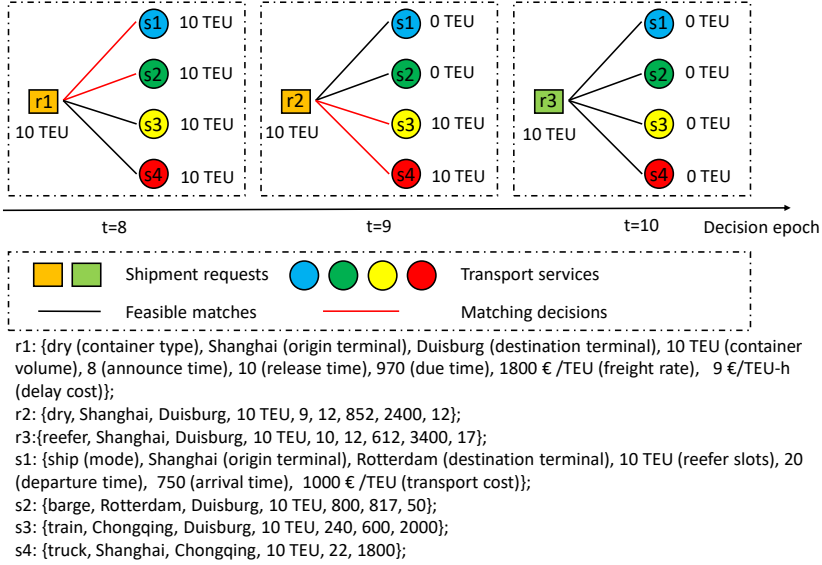 s1 10 TEU
s2 10 TEU
r1
10 TEU
s3 10 TEU
s4 10 TEU
s1 0 TEU
s2 0 TEU
r2
10 TEU
s3 10 TEU
s4 10 TEU
s1 0 TEU
s2 0 TEU
r3
10 TEU
s3 0 TEU
s4 0 TEU
t=8 t=9 t=10 Decision epoch
Shipment requests Transport services
Feasible matches Matching decisions
r1: {dry (container type), Shanghai (origin terminal), Duisburg (destination terminal), 10 TEU (container
volume), 8 (announce time), 10 (release time), 970 (due time), 1800 € /TEU (freight rate), 9 €/TEU-h
(delay cost)};
r2: {dry, Shanghai, Duisburg, 10 TEU, 9, 12, 852, 2400, 12};
r3:{reefer, Shanghai, Duisburg, 10 TEU, 10, 12, 612, 3400, 17};
s1: {ship (mode), Shanghai (origin terminal), Rotterdam (destination terminal), 10 TEU (reefer slots), 20
(departure time), 750 (arrival time), 1000 € /TEU (transport cost)};
s2: {barge, Rotterdam, Duisburg, 10 TEU, 800, 817, 50};
s3: {train, Chongqing, Duisburg, 10 TEU, 240, 600, 2000};
s4: {truck, Shanghai, Chongqing, 10 TEU, 22, 1800};